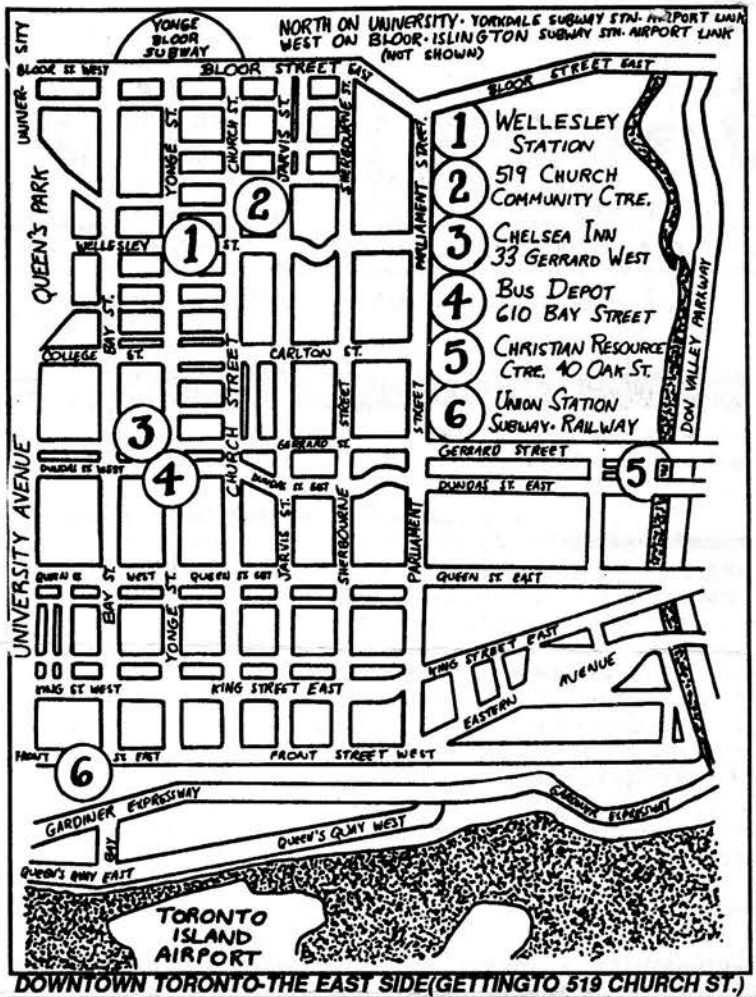 NORTH ON UNIVERSITY · YORKDALE SUBWAY STN. AIRPORT LINK
WEST ON BLOOR · ISLINGTON SUBWAY STN. AIRPORT LINK
(NOT SHOWN)
YONGE
BLOOR
SUBWAY
UNIVER-
SITY
BLOOR ST. WEST
BLOOR STREET EAST
BLOOR STREET EAST
YONGE ST.
CHURCH ST.
JARVIS ST.
SHERBOURNE ST.
PARLIAMENT STREET
QUEEN'S PARK
1 WELLESLEY
STATION
2 519 CHURCH
COMMUNITY CTRE.
3 CHELSEA INN
33 GERRARD WEST
4 BUS DEPOT
610 BAY STREET
5 CHRISTIAN RESOURCE
CTRE. 40 OAK ST.
6 UNION STATION
SUBWAY · RAILWAY
DON VALLEY PARKWAY
2
WELLESLEY
1
ST.
BAY ST.
COLLEGE ST.
CARLTON ST.
CHURCH STREET
STREET
STREET
3
GERRARD ST.
GERRARD STREET
DUNDAS ST. WEST
4
DUNDAS ST. EAST
DUNDAS ST. EAST
5
UNIVERSITY AVENUE
JARVIS ST.
SHERBOURNE
PARLIAMENT
BAY ST.
YONGE ST.
QUEEN ST.
WEST
QUEEN ST. EAST
QUEEN ST. EAST
KING STREET EAST
KING ST. WEST
KING STREET EAST
EASTERN
AVENUE
FRONT
6
ST. EAST
FRONT STREET WEST
GARDINER EXPRESSWAY
GARDINER EXPRESSWAY
BAY
QUEEN'S QUAY WEST
QUEEN'S QUAY EAST
TORONTO
ISLAND
AIRPORT
DOWNTOWN TORONTO-THE EAST SIDE(GETTINGTO 519 CHURCH ST.)